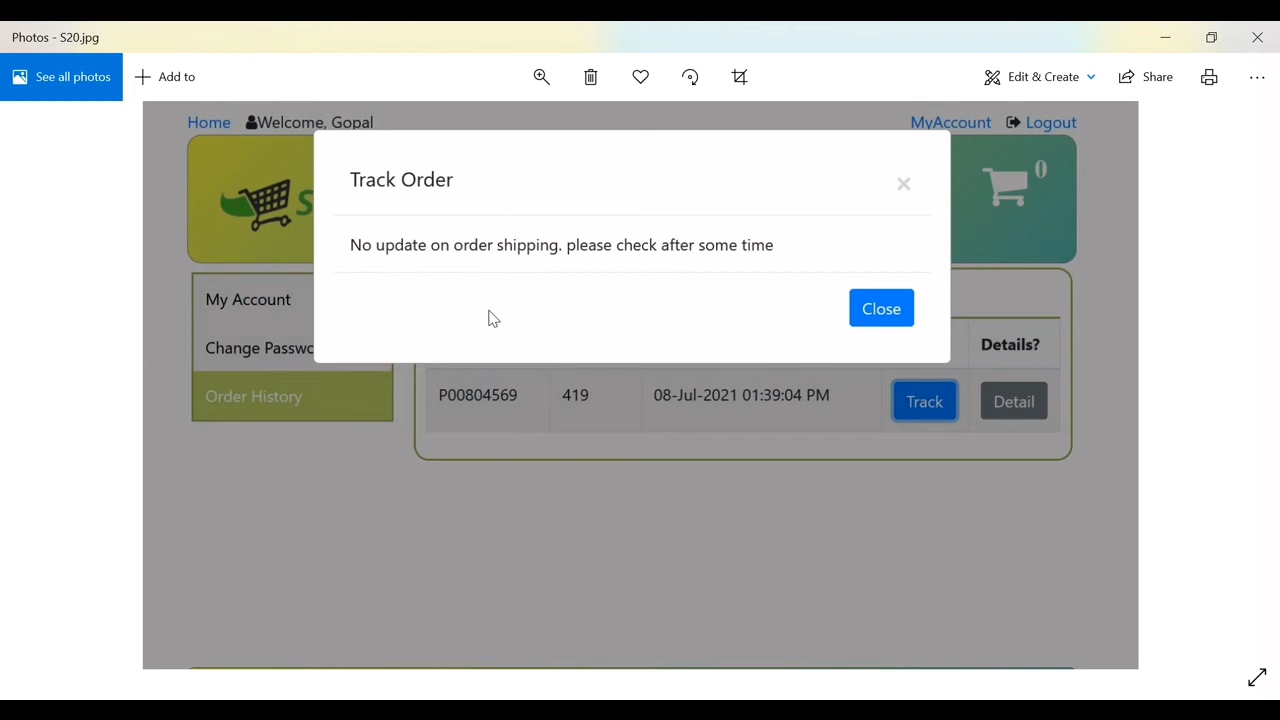 Photos - S20.jpg
See all photos
Add to
Edit & Create
Share
Home
Welcome, Gopal
MyAccount
Logout
S
0
Track Order
×
No update on order shipping. please check after some time
Close
My Account
Change Passwo
Order History
Details?
P00804569 419 08-Jul-2021 01:39:04 PM Track Detail